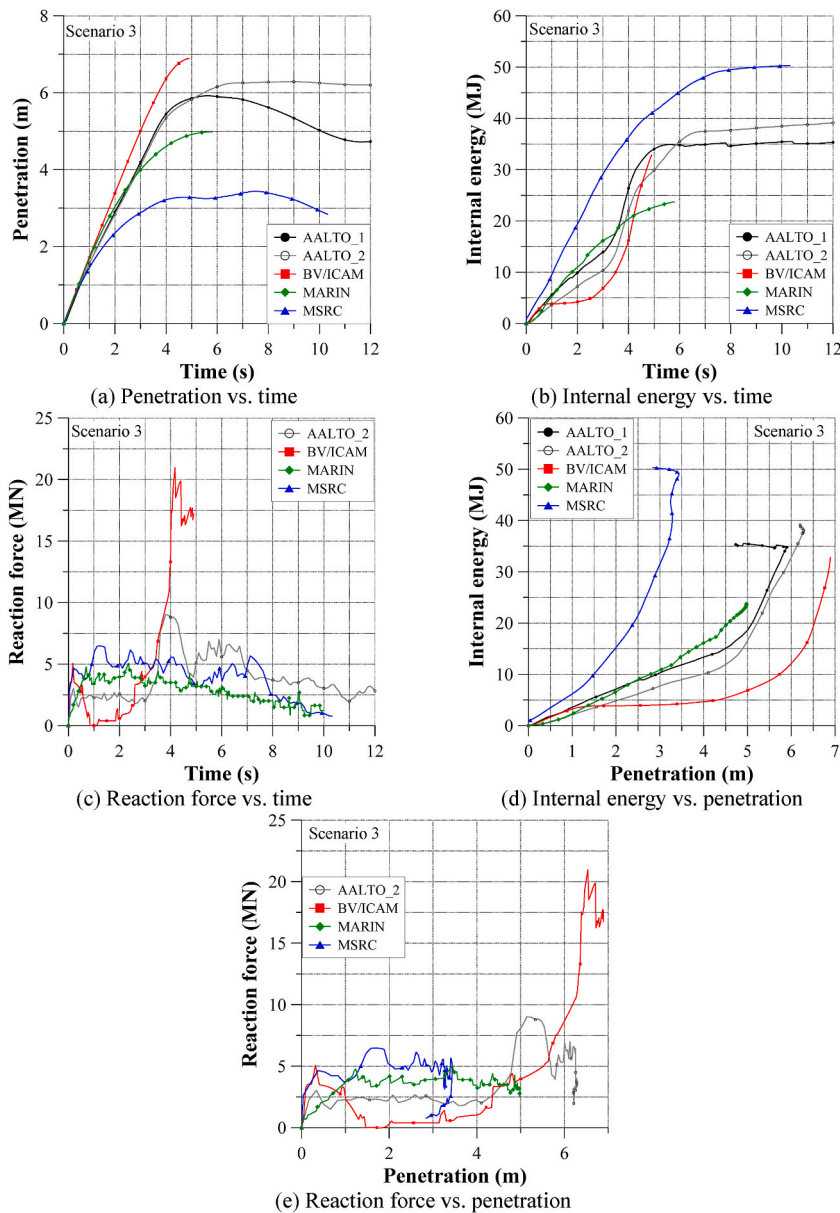 Scenario 3
Penetration (m)
8
6
4
2
0
AALTO_1
AALTO_2
BV/ICAM
MARIN
MSRC
0 2 4 6 8 10 12
Time (s)
(a) Penetration vs. time
Scenario 3
Internal energy (MJ)
60
50
40
30
20
10
0
AALTO_1
AALTO_2
BV/ICAM
MARIN
MSRC
0 2 4 6 8 10 12
Time (s)
(b) Internal energy vs. time
Scenario 3
Reaction force (MN)
25
20
15
10
5
0
AALTO_2
BV/ICAM
MARIN
MSRC
0 2 4 6 8 10 12
Time (s)
(c) Reaction force vs. time
Scenario 3
Internal energy (MJ)
60
50
40
30
20
10
0
AALTO_1
AALTO_2
BV/ICAM
MARIN
MSRC
0 1 2 3 4 5 6 7
Penetration (m)
(d) Internal energy vs. penetration
Scenario 3
Reaction force (MN)
25
20
15
10
5
0
AALTO_2
BV/ICAM
MARIN
MSRC
0 2 4 6
Penetration (m)
(e) Reaction force vs. penetration